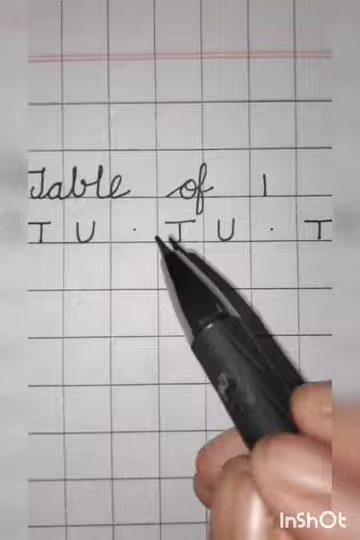 Table of 1
T U . T U . T
InShOt